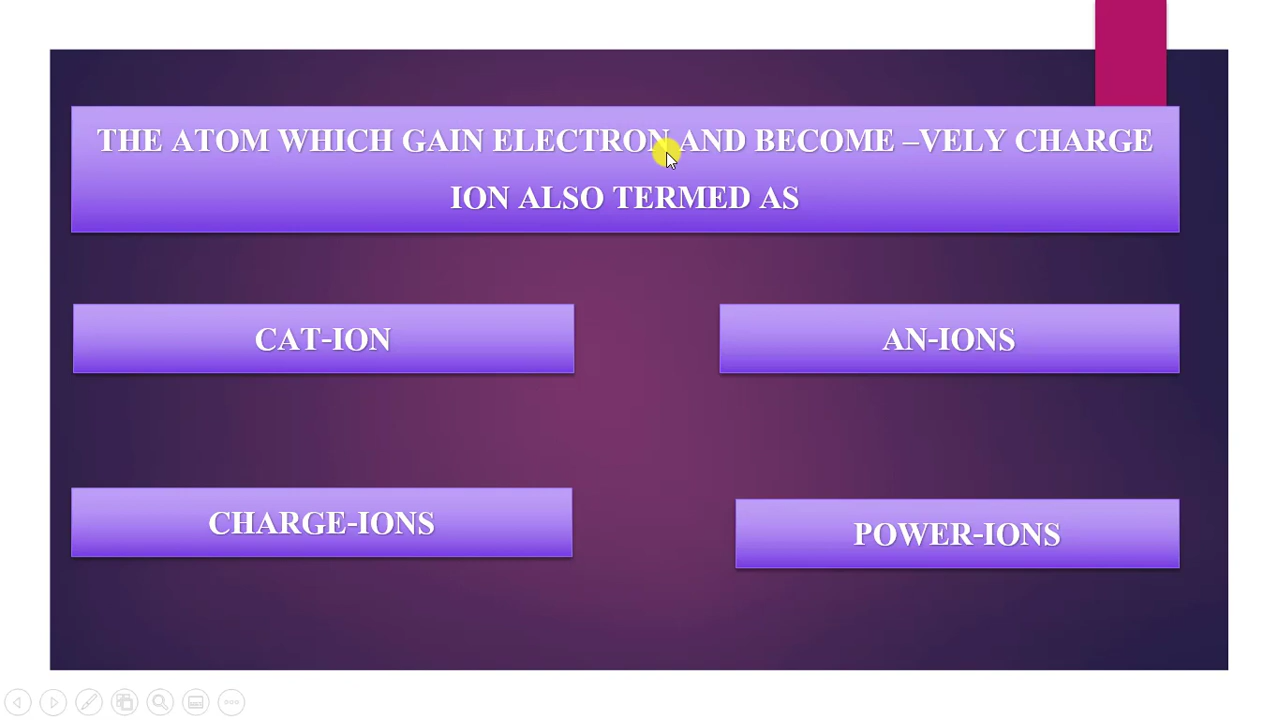 THE ATOM WHICH GAIN ELECTRON AND BECOME –VELY CHARGE
ION ALSO TERMED AS
CAT-ION
AN-IONS
CHARGE-IONS
POWER-IONS